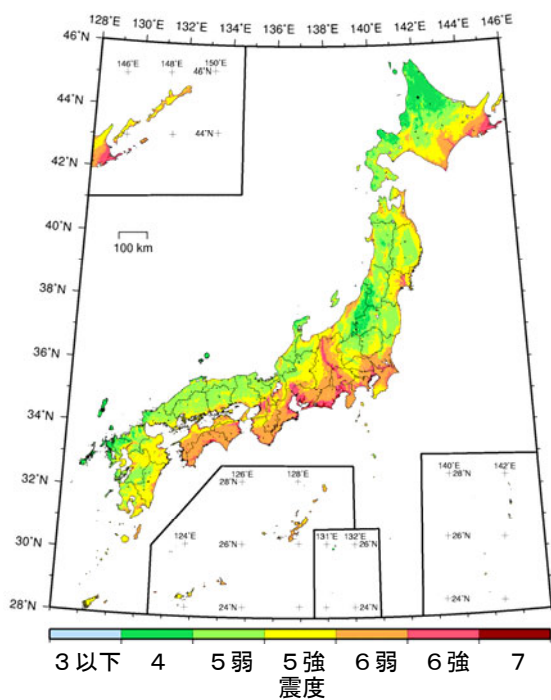 128°E 130°E 132°E 134°E 136°E 138°E 140°E 142°E 144°E 146°E
46°N
146°E 148°E 150°E
46°N
44°N
44°N
42°N
40°N
100 km
38°N
36°N
34°N
32°N
126°E 128°E
28°N
140°E 142°E
28°N
30°N
124°E
26°N
131°E 132°E
26°N
26°N
28°N
24°N
24°N
24°N
3以下 4 5弱 5強 6弱 6強 7
震度